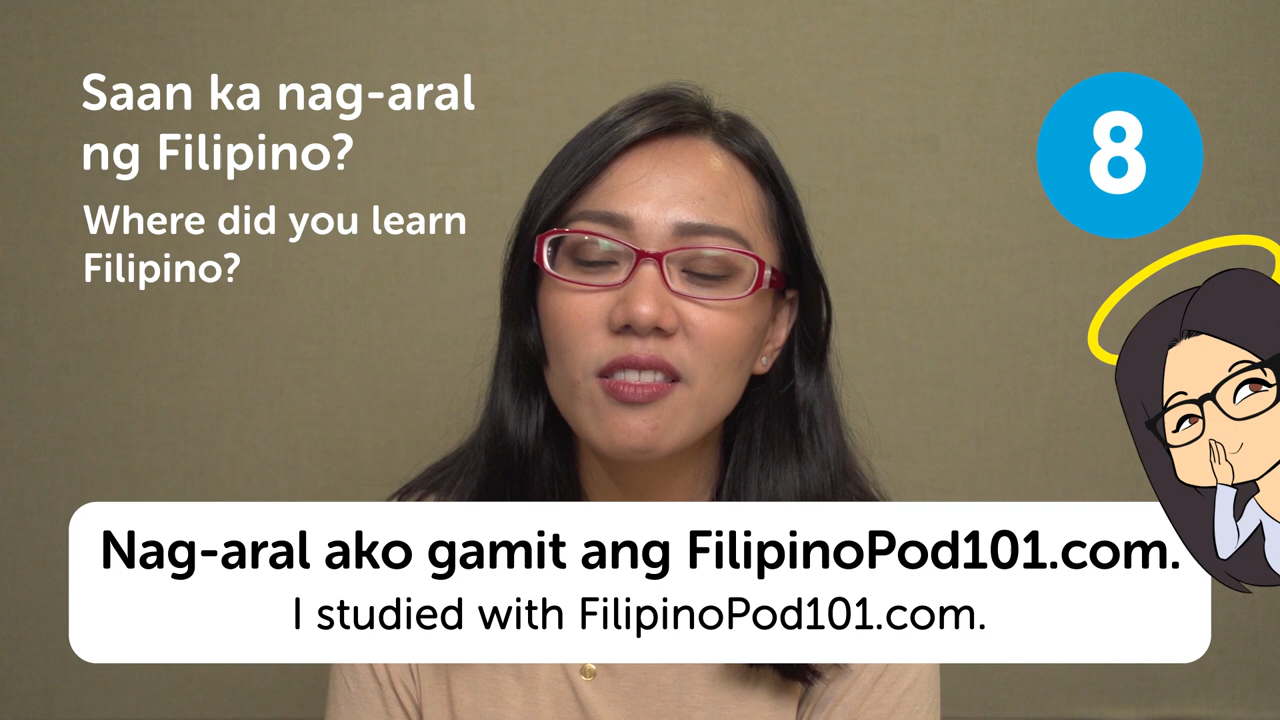 Saan ka nag-aral
ng Filipino?
Where did you learn
Filipino?
8
Nag-aral ako gamit ang FilipinoPod101.com.
I studied with FilipinoPod101.com.